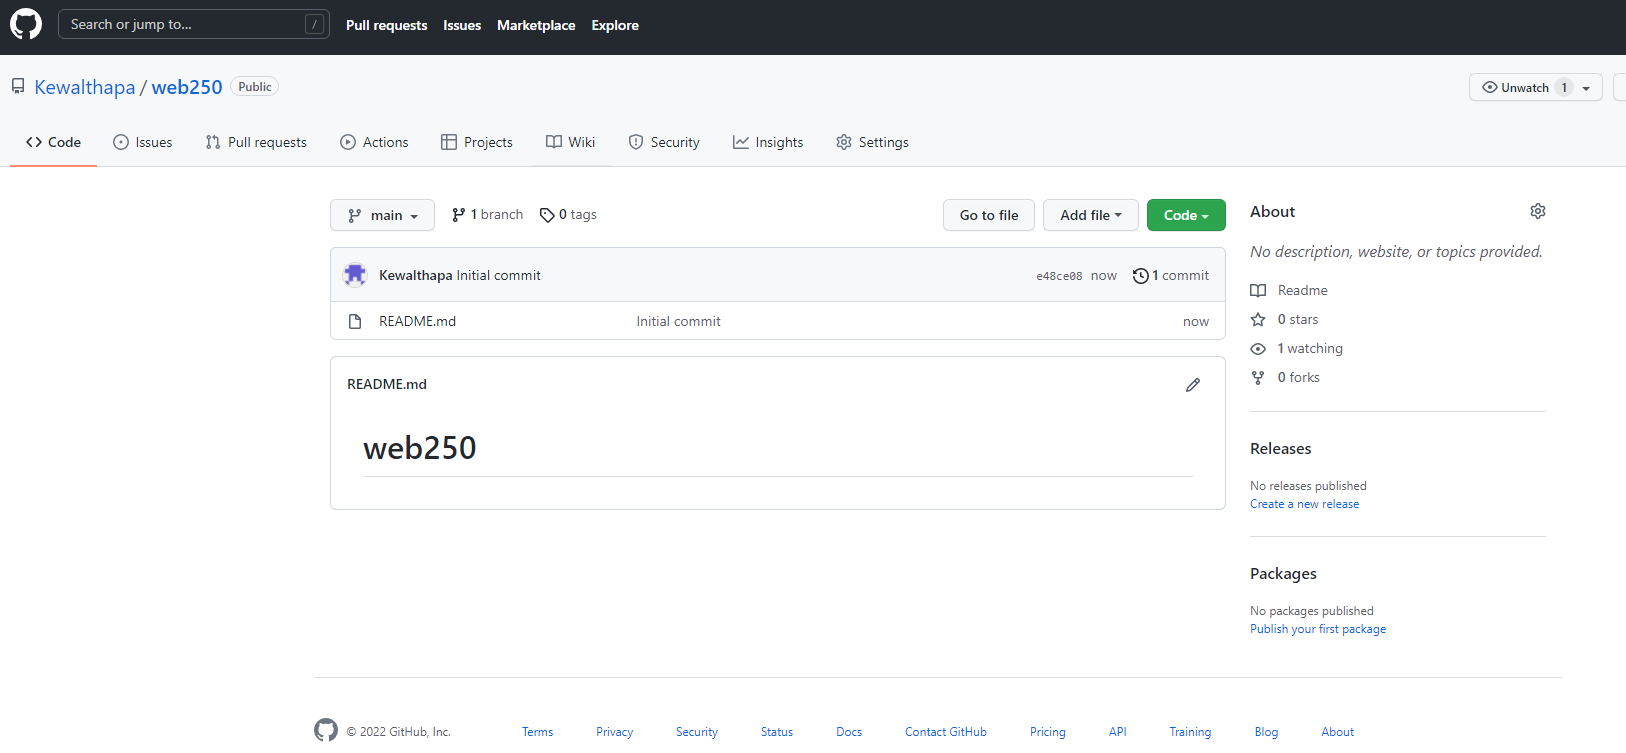 Search or jump to... /
Pull requests Issues Marketplace Explore
Kewalthapa / web250 Public
Unwatch 1
Code Issues Pull requests Actions Projects Wiki Security Insights Settings
main 1 branch 0 tags Go to file Add file Code
Kewalthapa Initial commit e48ce08 now 1 commit
README.md Initial commit now
README.md
web250
About
No description, website, or topics provided.
Readme
0 stars
1 watching
0 forks
Releases
No releases published
Create a new release
Packages
No packages published
Publish your first package
© 2022 GitHub, Inc. Terms Privacy Security Status Docs Contact GitHub Pricing API Training Blog About